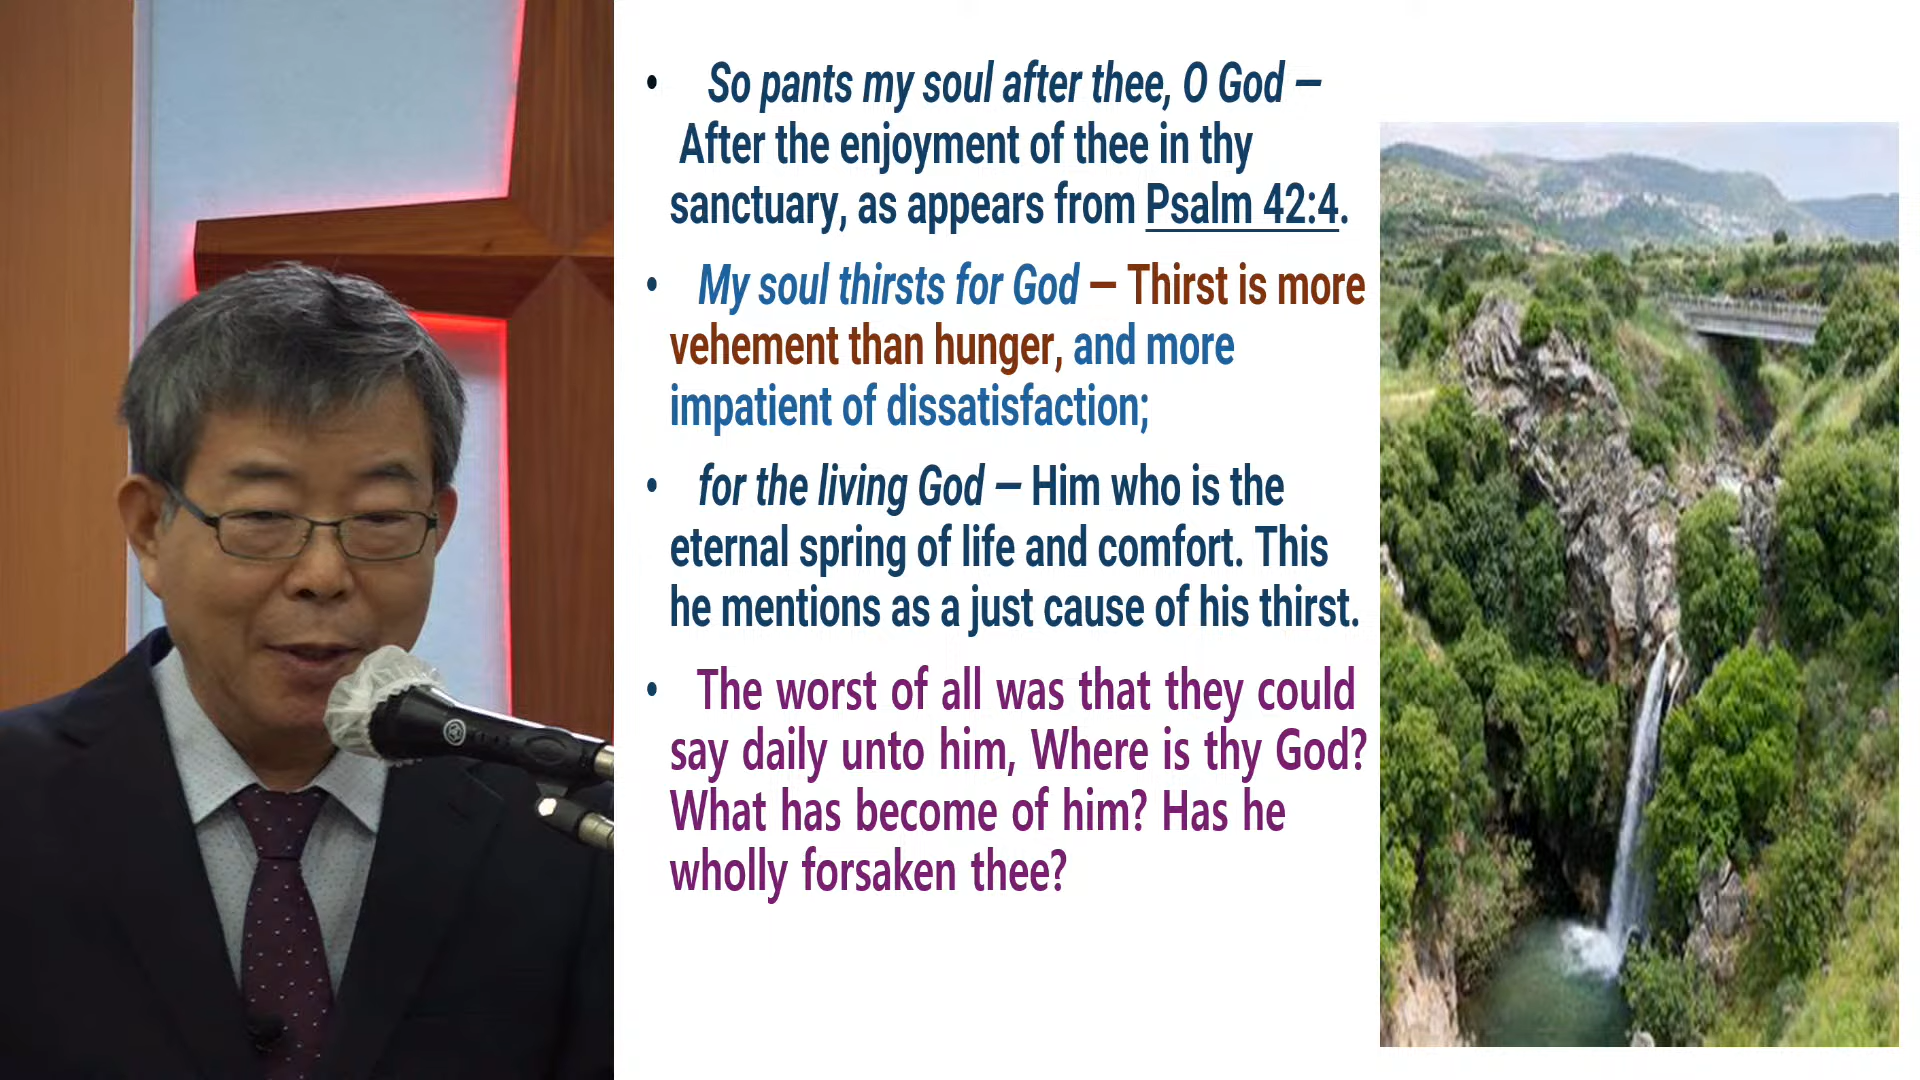 • So pants my soul after thee, O God —
After the enjoyment of thee in thy
sanctuary, as appears from Psalm 42:4.
• My soul thirsts for God — Thirst is more
vehement than hunger, and more
impatient of dissatisfaction;
• for the living God — Him who is the
eternal spring of life and comfort. This
he mentions as a just cause of his thirst.
• The worst of all was that they could
say daily unto him, Where is thy God?
What has become of him? Has he
wholly forsaken thee?